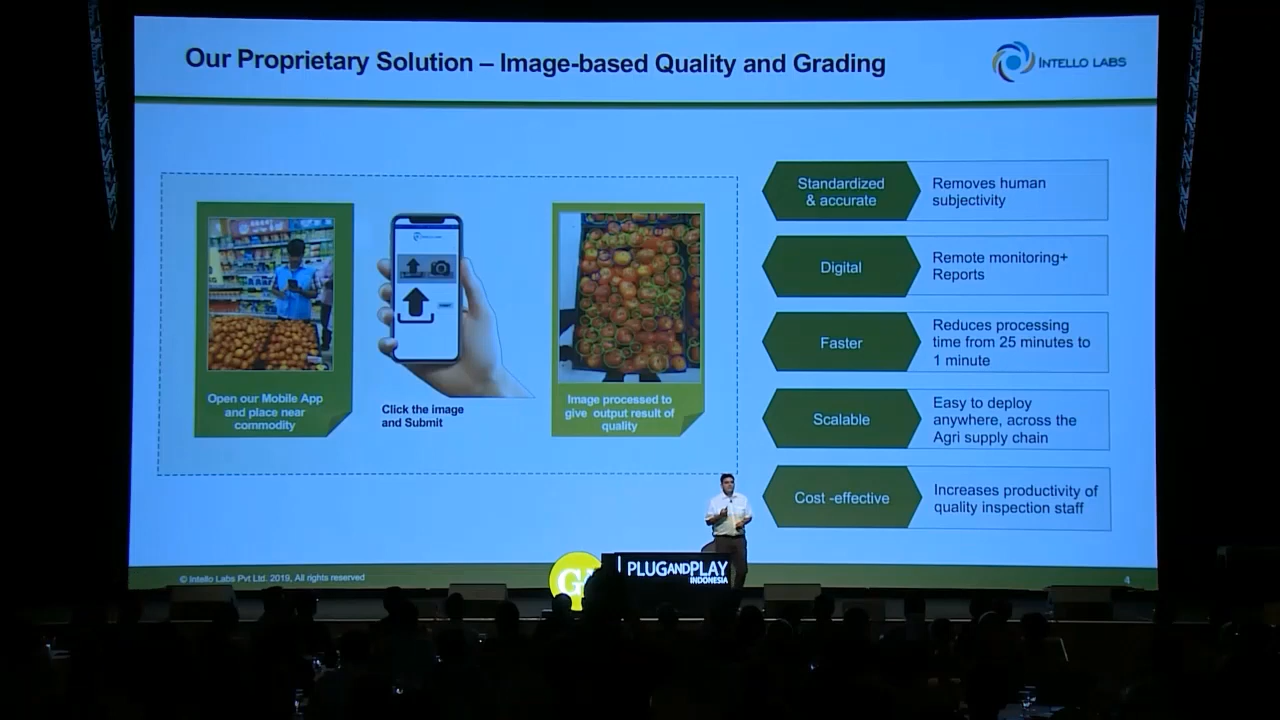 Our Proprietary Solution – Image-based Quality and Grading
INTELLO LABS
Open our Mobile App
and place near
commodity
Click the image
and Submit
Image processed to
give output result of
quality
Standardized
& accurate
Removes human
subjectivity
Digital
Remote monitoring+
Reports
Faster
Reduces processing
time from 25 minutes to
1 minute
Scalable
Easy to deploy
anywhere, across the
Agri supply chain
Cost -effective
Increases productivity of
quality inspection staff
© Intello Labs Pvt Ltd. 2019, All rights reserved
4
PLUGANDPLAY
INDONESIA